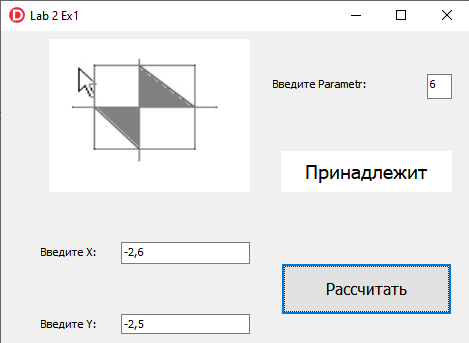 Lab 2 Ex1
Введите Parametr:
6
Принадлежит
Введите X:
-2,6
Рассчитать
Введите Y:
-2,5